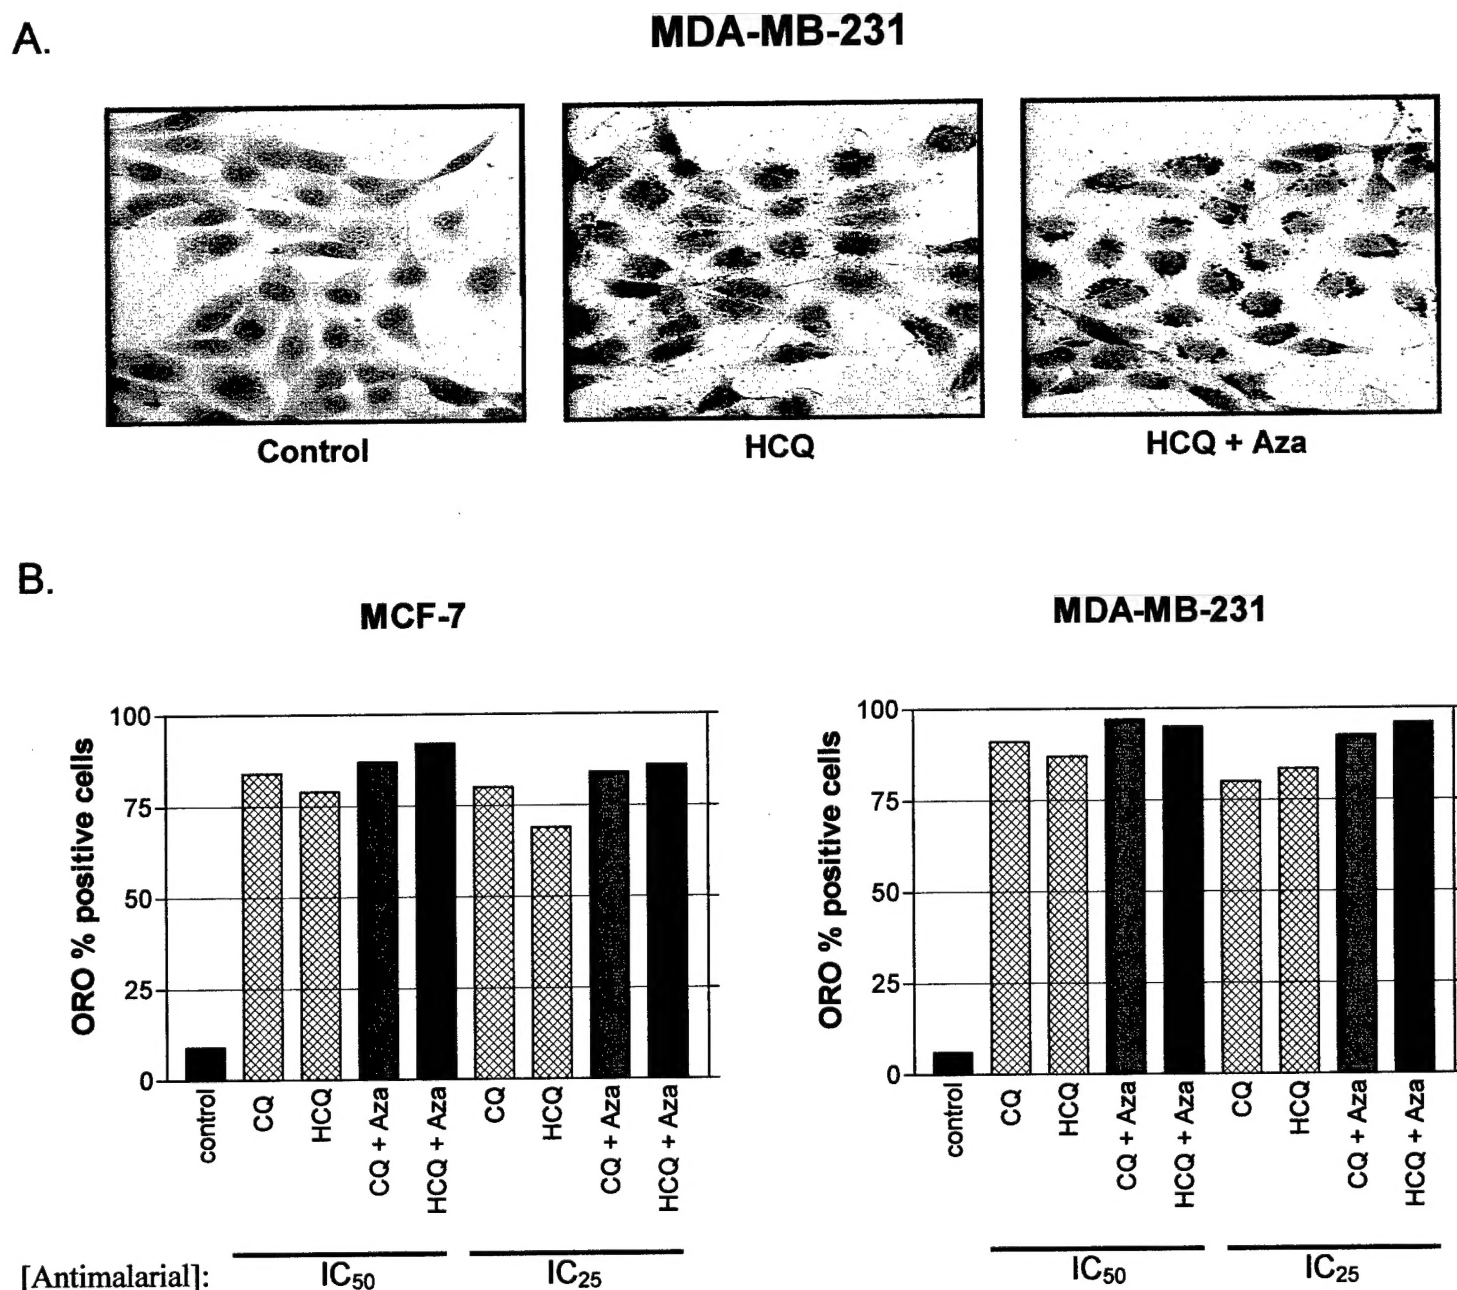 A.
MDA-MB-231
Control
HCQ
HCQ + Aza
B.
MCF-7
ORO % positive cells
100
75
50
25
0
control
CQ
HCQ
CQ + Aza
HCQ + Aza
CQ
HCQ
CQ + Aza
HCQ + Aza
MDA-MB-231
ORO % positive cells
100
75
50
25
0
control
CQ
HCQ
CQ + Aza
HCQ + Aza
CQ
HCQ
CQ + Aza
HCQ + Aza
[Antimalarial]: IC50 IC25 IC50 IC25